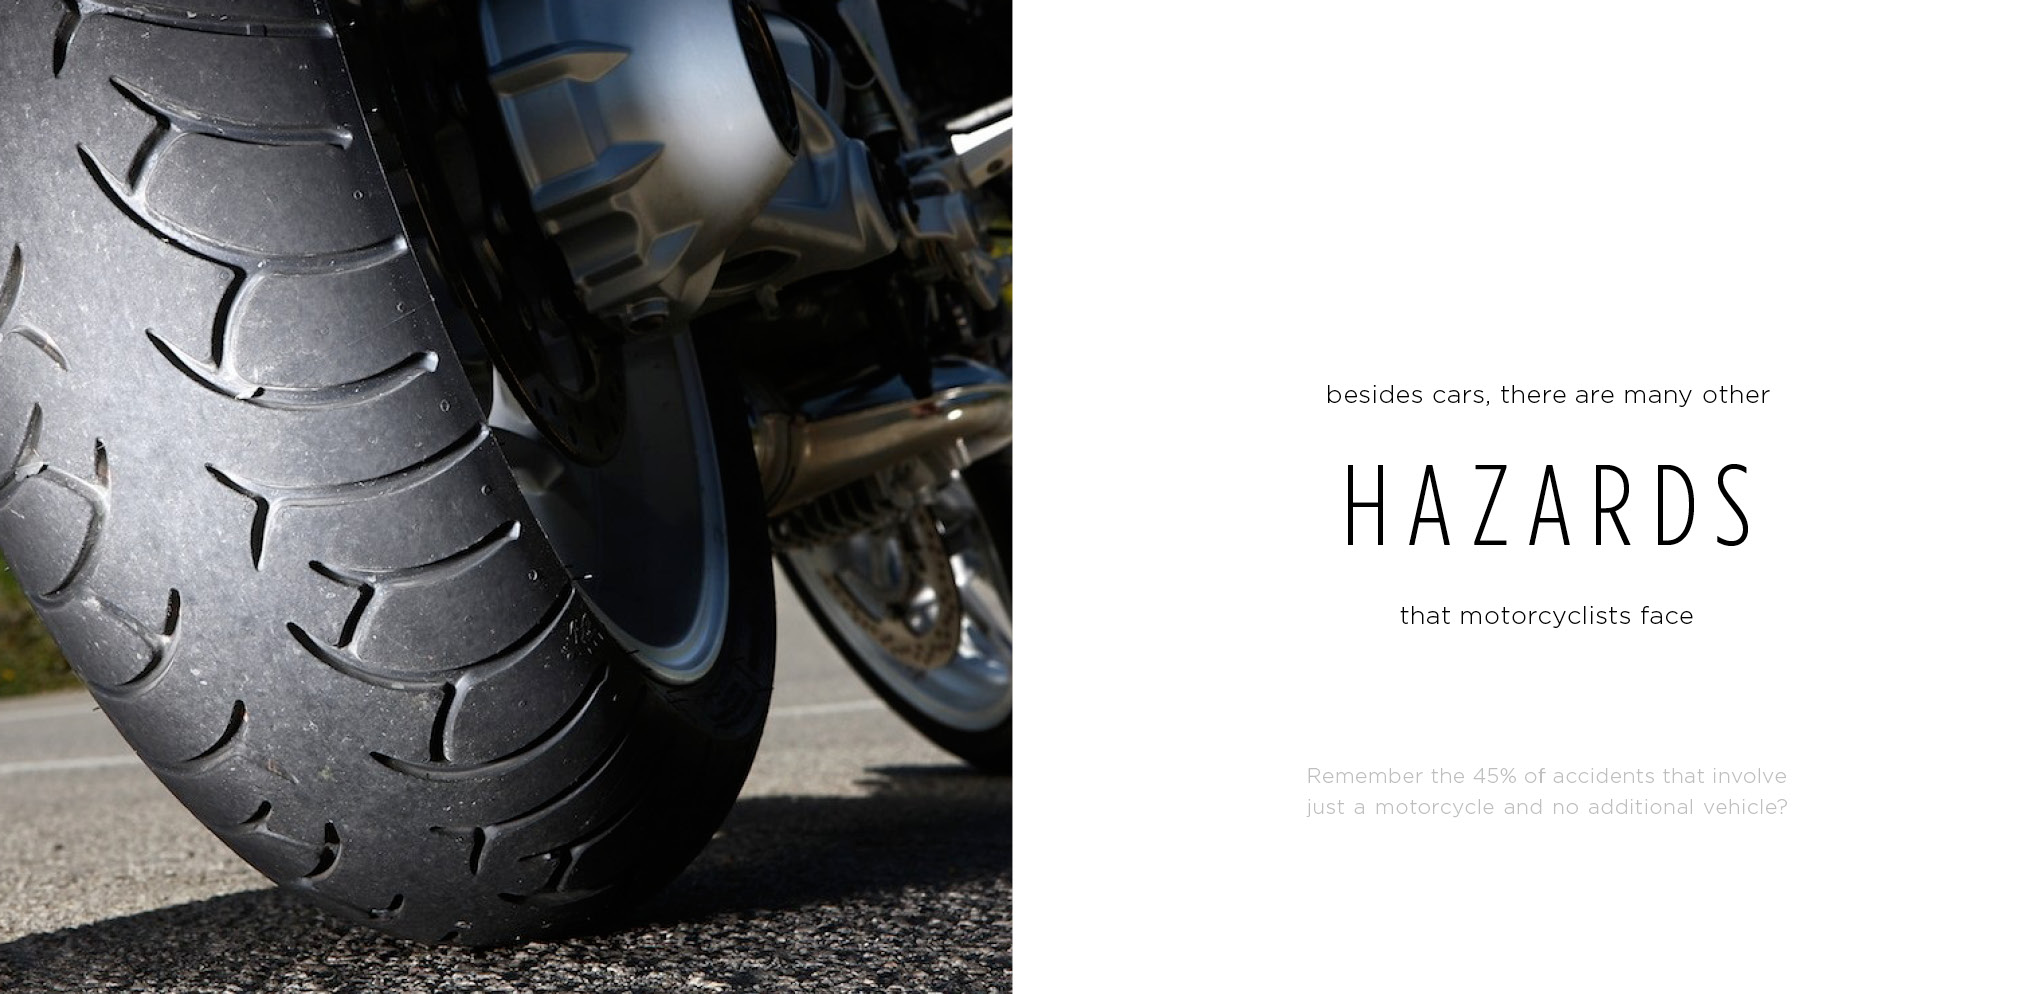 besides cars, there are many other
HAZARDS
that motorcyclists face
Remember the 45% of accidents that involve
just a motorcycle and no additional vehicle?